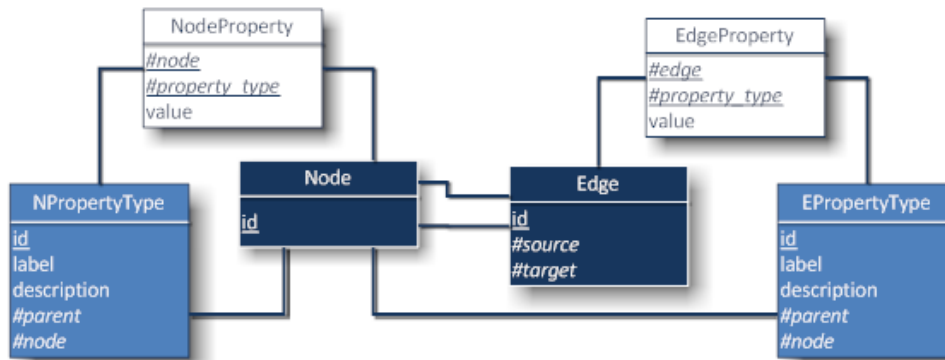 NodeProperty
#node
#property_type
value
EdgeProperty
#edge
#property_type
value
Node
id
Edge
id
#source
#target
NPropertyType
id
label
description
#parent
#node
EPropertyType
id
label
description
#parent
#node